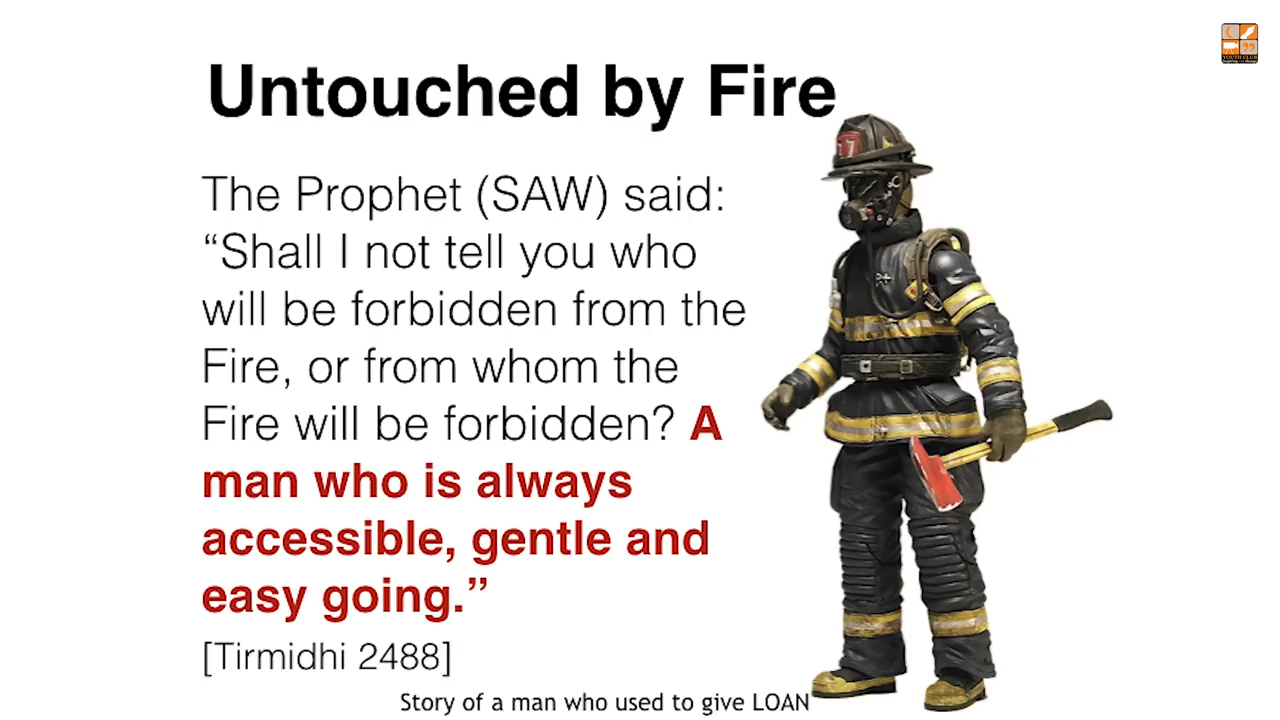 Untouched by Fire
The Prophet (SAW) said:
“Shall I not tell you who
will be forbidden from the
Fire, or from whom the
Fire will be forbidden? A
man who is always
accessible, gentle and
easy going.”
[Tirmidhi 2488]
Story of a man who used to give LOAN
YOUTH CLUB